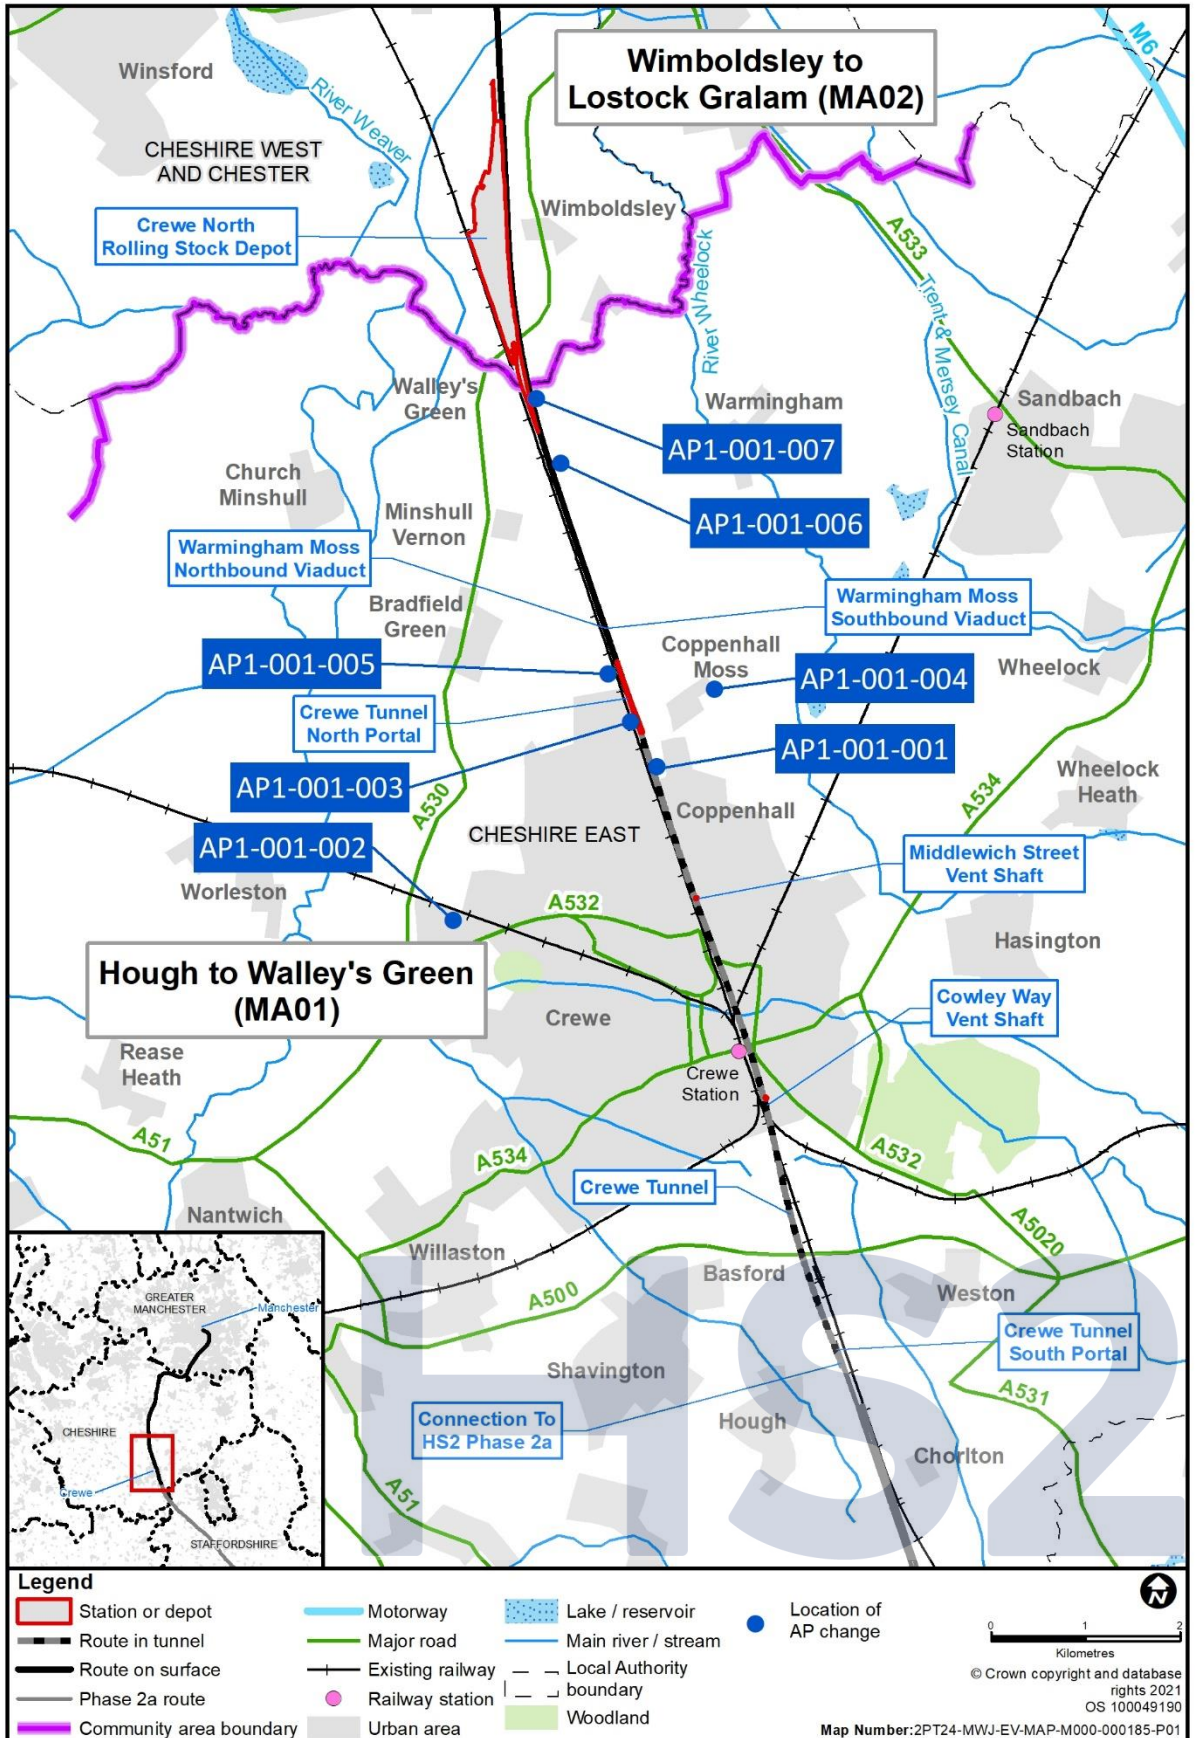 M6
Wimboldsley to
Lostock Gralam (MA02)
Winsford
River Weaver
CHESHIRE WEST
AND CHESTER
Crewe North
Rolling Stock Depot
Wimboldsley
A533
River Wheelock
Trent & Mersey Canal
Walley's
Green
Warmingham
Sandbach
Sandbach
Station
AP1-001-007
Church
Minshull
AP1-001-006
Minshull
Vernon
Warmingham Moss
Northbound Viaduct
Warmingham Moss
Southbound Viaduct
Bradfield
Green
Coppenhall
Moss
Wheelock
AP1-001-005
AP1-001-004
Crewe Tunnel
North Portal
AP1-001-001
AP1-001-003
Wheelock
Heath
A530
A534
Coppenhall
CHESHIRE EAST
AP1-001-002
Middlewich Street
Vent Shaft
Worleston
A532
Hasington
Hough to Walley's Green
(MA01)
Crewe
Cowley Way
Vent Shaft
Rease
Heath
Crewe
Station
A51
A534
A532
Crewe Tunnel
Nantwich
A5020
Willaston
Basford
Weston
A500
Crewe Tunnel
South Portal
Shavington
A531
Connection To
HS2 Phase 2a
Hough
Chorlton
A51
HS2
GREATER
MANCHESTER
Manchester
CHESHIRE
Crewe
STAFFORDSHIRE
Legend
Station or depot
Route in tunnel
Route on surface
Phase 2a route
Community area boundary
Motorway
Major road
Existing railway
Railway station
Urban area
Lake / reservoir
Main river / stream
Local Authority
boundary
Woodland
Location of
AP change
N
0 1 2
Kilometres
© Crown copyright and database
rights 2021
OS 100049190
Map Number:2PT24-MWJ-EV-MAP-M000-000185-P01